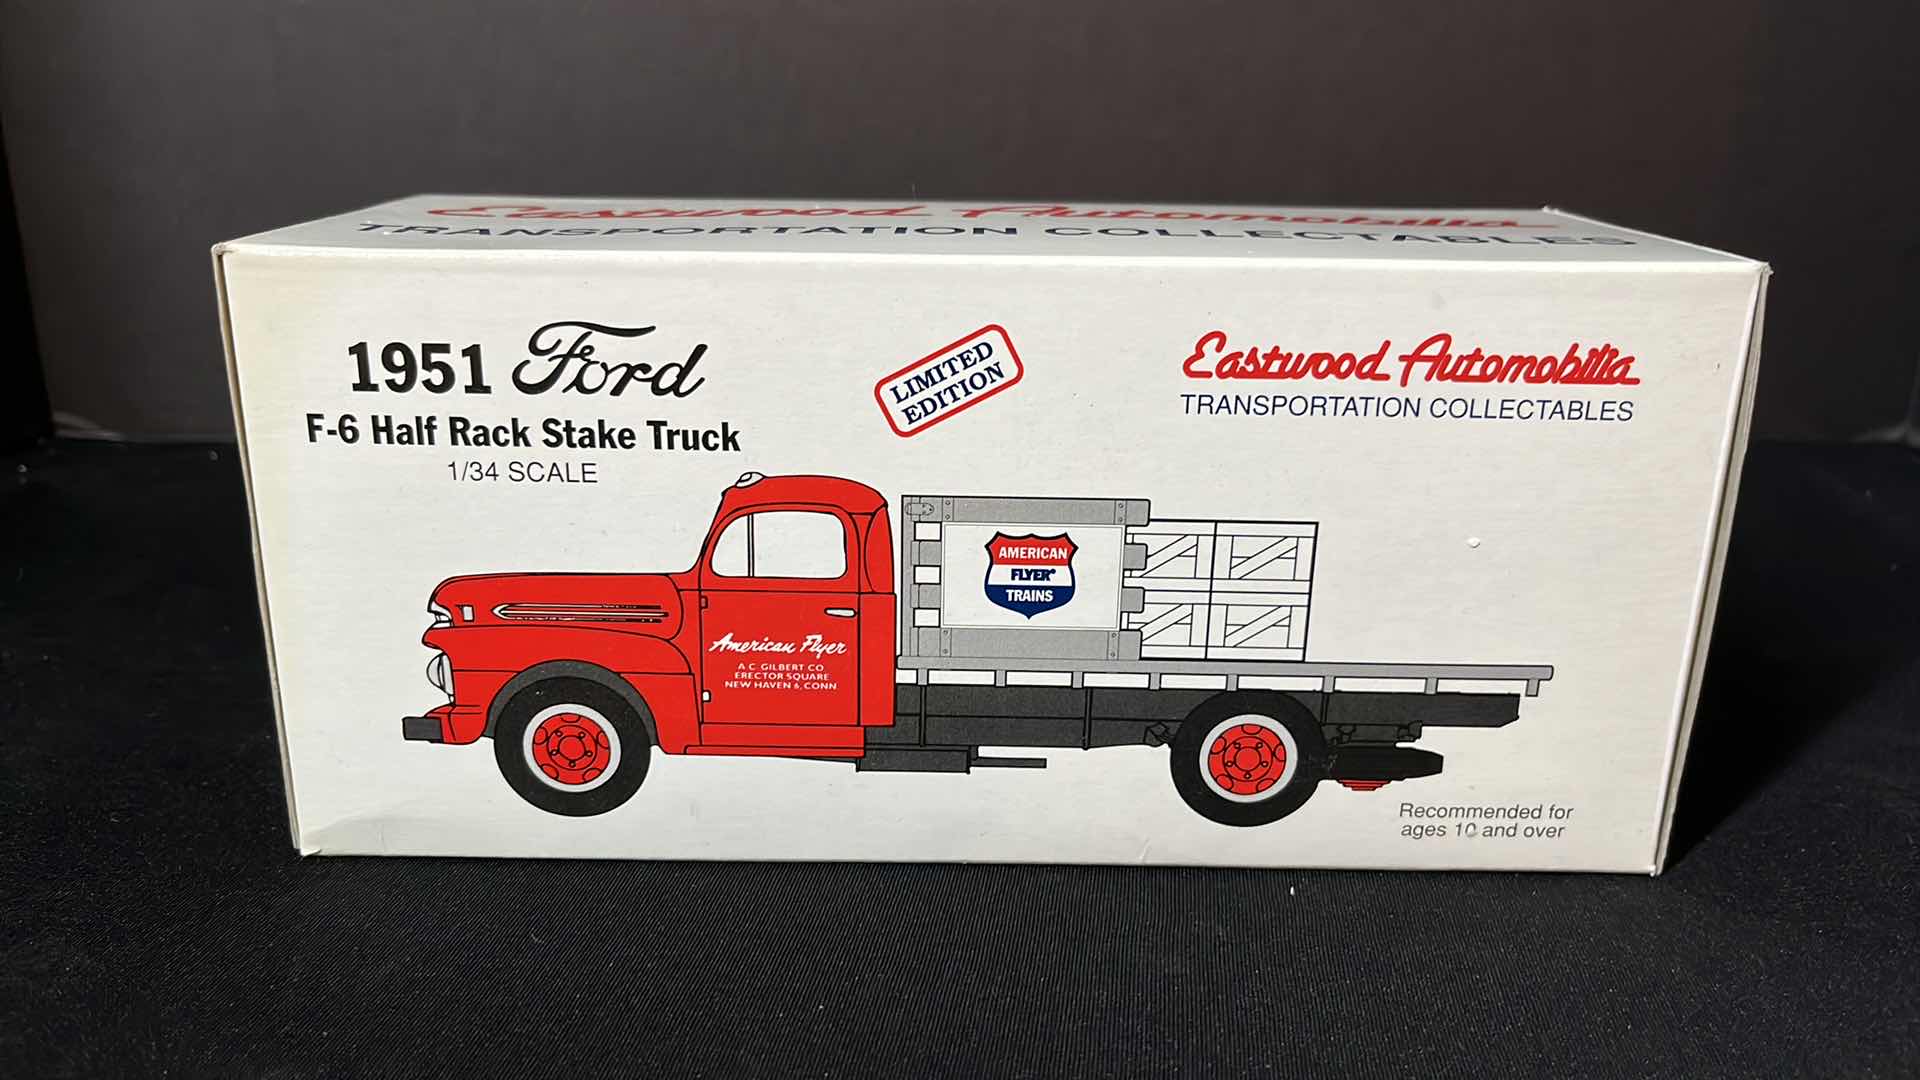 Eastwood Automobilia
TRANSPORTATION COLLECTABLES
1951 Ford
F-6 Half Rack Stake Truck
1/34 SCALE
LIMITED
EDITION
Eastwood Automobilia
TRANSPORTATION COLLECTABLES
AMERICAN
FLYER®
TRAINS
American Flyer
A C. GILBERT CO
ERECTOR SQUARE
NEW HAVEN 6, CONN
Recommended for
ages 10 and over